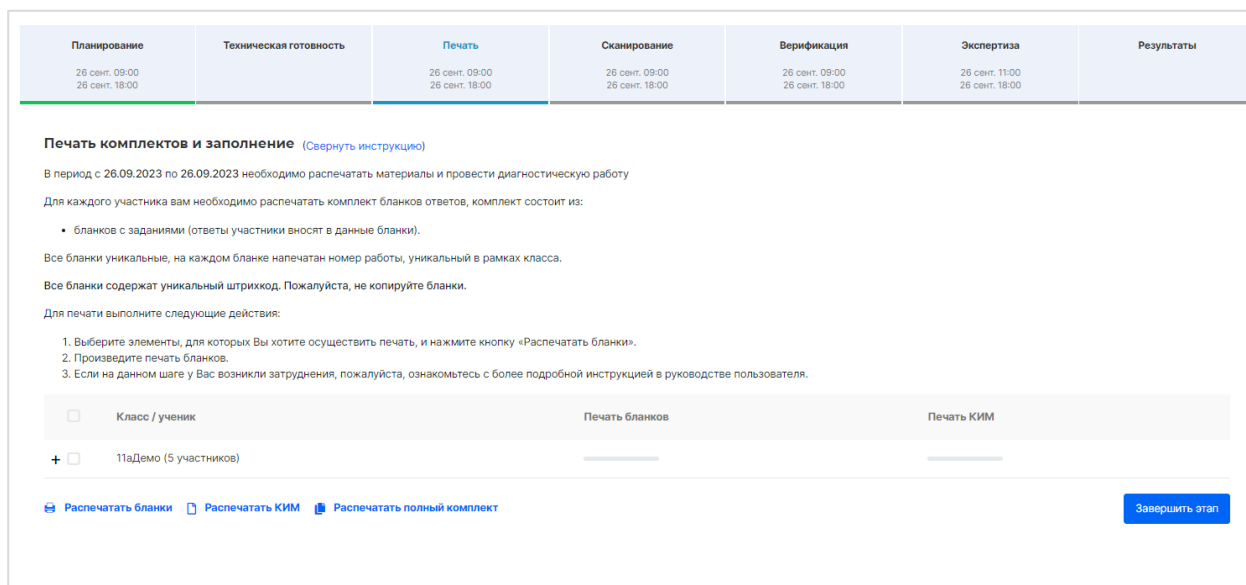 Планирование
Техническая готовность
Печать
Сканирование
Верификация
Экспертиза
Результаты
26 сент. 09:00
26 сент. 18:00
26 сент. 09:00
26 сент. 18:00
26 сент. 09:00
26 сент. 18:00
26 сент. 09:00
26 сент. 18:00
26 сент. 11:00
26 сент. 18:00
Печать комплектов и заполнение (Свернуть инструкцию)
В период с 26.09.2023 по 26.09.2023 необходимо распечатать материалы и провести диагностическую работу
Для каждого участника вам необходимо распечатать комплект бланков ответов, комплект состоит из:
• бланков с заданиями (ответы участники вносят в данные бланки).
Все бланки уникальные, на каждом бланке напечатан номер работы, уникальный в рамках класса.
Все бланки содержат уникальный штрихкод. Пожалуйста, не копируйте бланки.
Для печати выполните следующие действия:
1. Выберите элементы, для которых Вы хотите осуществить печать, и нажмите кнопку «Распечатать бланки».
2. Произведите печать бланков.
3. Если на данном шаге у Вас возникли затруднения, пожалуйста, ознакомьтесь с более подробной инструкцией в руководстве пользователя.
Класс / ученик
Печать бланков
Печать КИМ
+ 11аДемо (5 участников)
Распечатать бланки
Распечатать КИМ
Распечатать полный комплект
Завершить этап